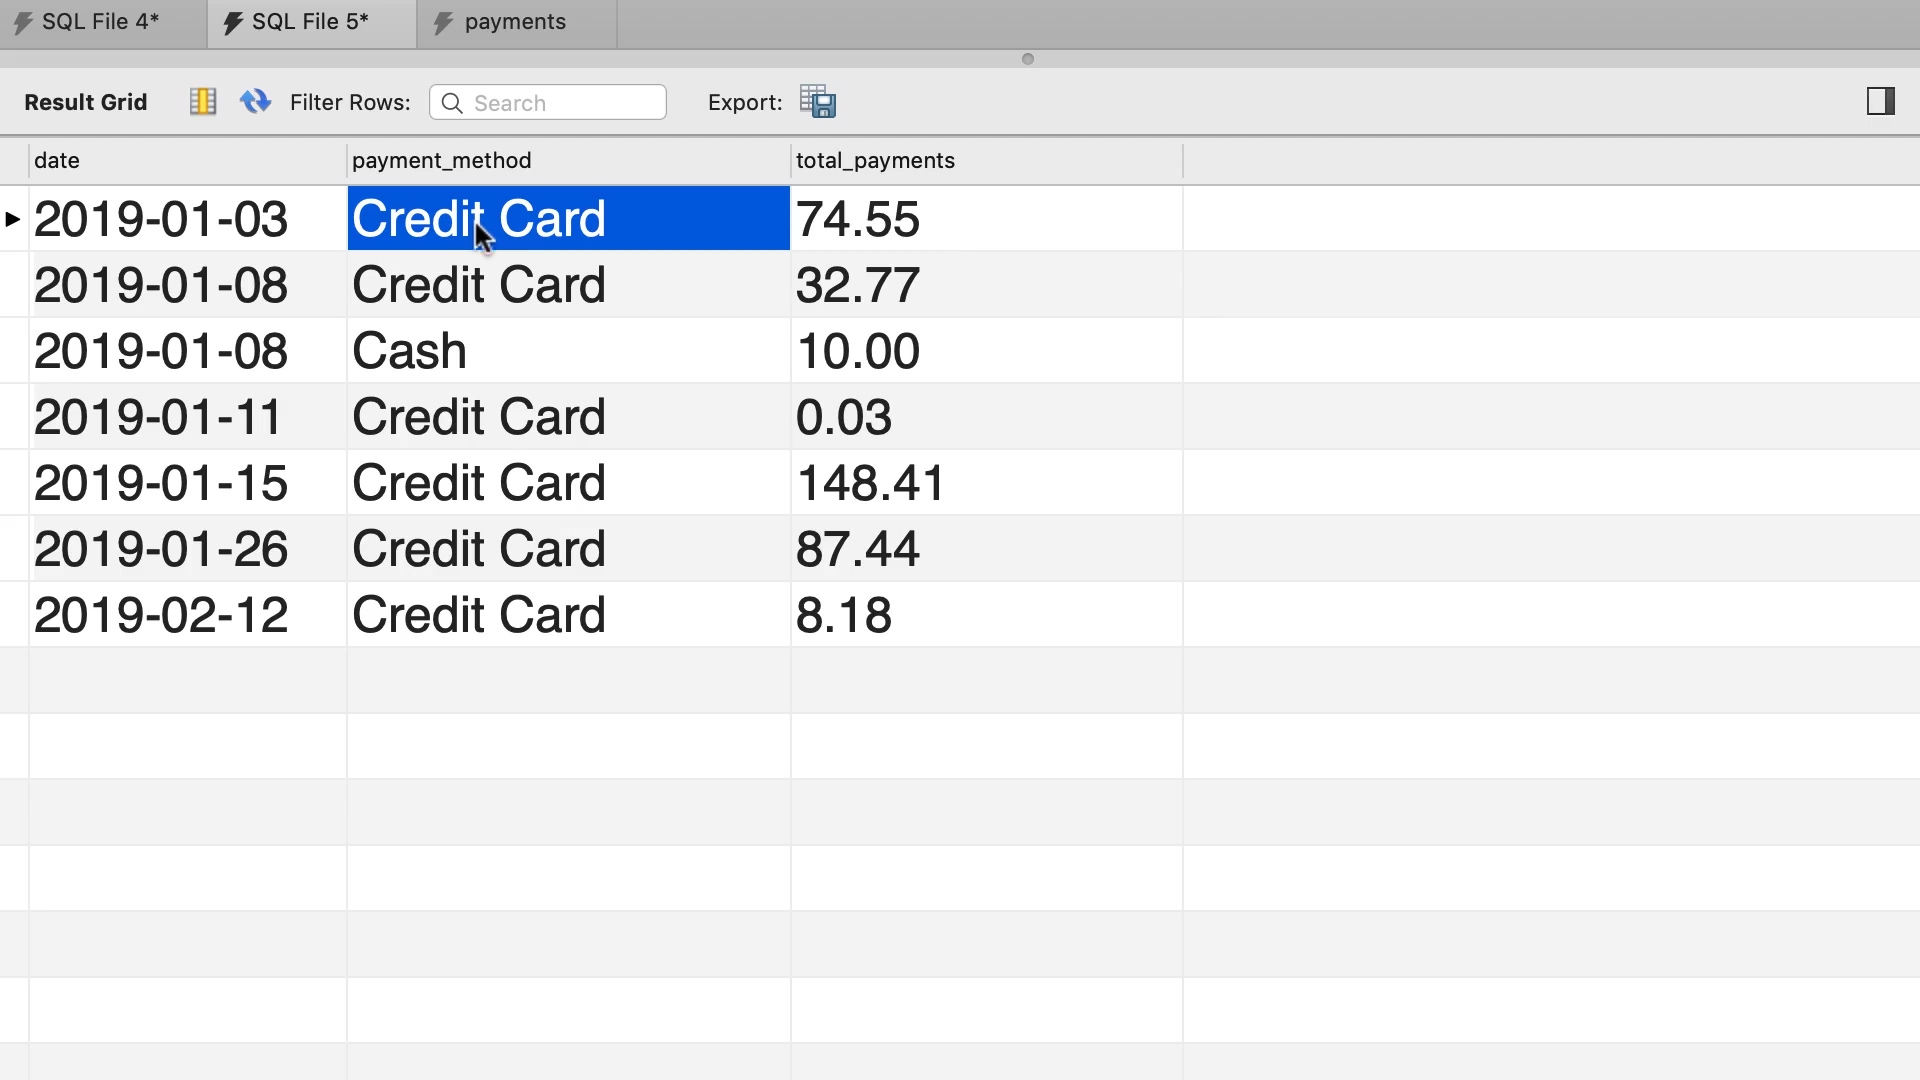 SQL File 4* SQL File 5* payments
Result Grid Filter Rows: Search Export:
date payment_method total_payments
2019-01-03 Credit Card 74.55
2019-01-08 Credit Card 32.77
2019-01-08 Cash 10.00
2019-01-11 Credit Card 0.03
2019-01-15 Credit Card 148.41
2019-01-26 Credit Card 87.44
2019-02-12 Credit Card 8.18